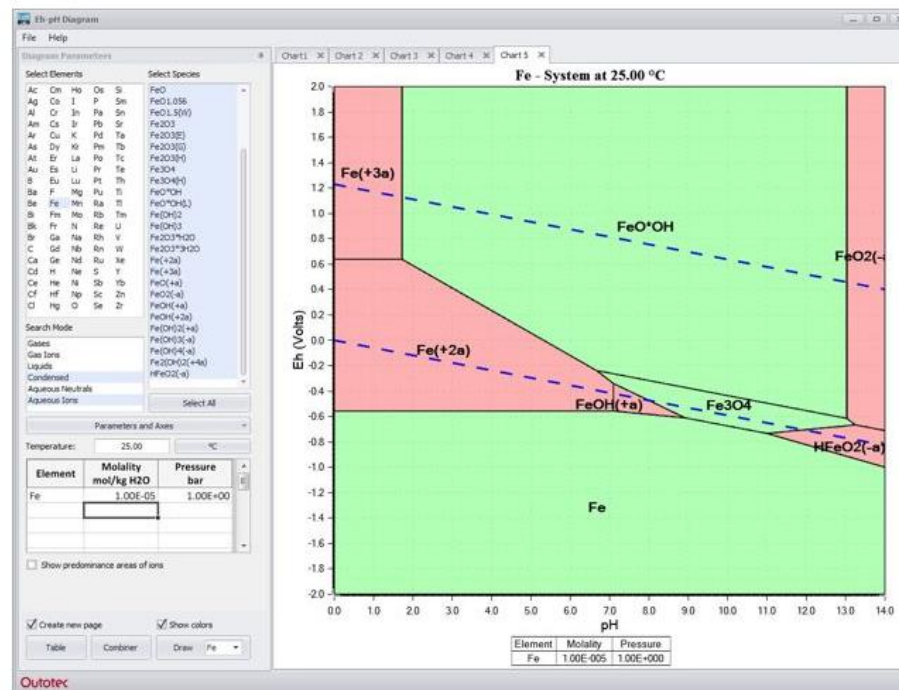 Eh-pH Diagram
File Help
Diagram Parameters
Select Elements
Ac Cm Ho Os Si
Ag Co I P Sm
Al Cr In Pa Sn
Am Cs Ir Pb Sr
Ar Cu K Pd Ta
As Dy Kr Pm Tb
At Er La Po Tc
Au Es Li Pr Te
B Eu Lu Pt Th
Ba F Mg Pu Ti
Be Fe Mn Ra Tl
Bi Fm Mo Rb Tm
Bk Fr N Re U
Br Ga Na Rh V
C Gd Nb Rn W
Ca Ge Nd Ru Xe
Cd H Ne S Y
Ce He Ni Sb Yb
Cf Hf Np Sc Zn
Cl Hg O Se Zr
Search Mode
Gases
Gas Ions
Liquids
Condensed
Aqueous Neutrals
Aqueous Ions
Select Species
FeO
FeO1.056
FeO1.5(W)
Fe2O3
Fe2O3(E)
Fe2O3(G)
Fe2O3(H)
Fe3O4
Fe3O4(H)
FeO*OH
FeO*OH(L)
Fe(OH)2
Fe(OH)3
Fe2O3*H2O
Fe2O3*3H2O
Fe(+2a)
Fe(+3a)
FeO(+a)
FeO2(-a)
FeOH(+a)
FeOH(+2a)
Fe(OH)2(+a)
Fe(OH)3(-a)
Fe(OH)4(-a)
Fe2(OH)2(+4a)
HFeO2(-a)
Select All
Parameters and Axes
Temperature: 25.00 °C
Element Molality mol/kg H2O Pressure bar
Fe 1.00E-05 1.00E+00
Show predominance areas of ions
Create new page Show colors
Table Combiner Draw Fe
Outotec
Chart1 Chart 2 Chart 3 Chart 4 Chart 5
Fe - System at 25.00 °C
Eh (Volts)
2.0
1.8
1.6
1.4
1.2
1.0
0.8
0.6
0.4
0.2
0.0
-0.2
-0.4
-0.6
-0.8
-1.0
-1.2
-1.4
-1.6
-1.8
-2.0
Fe(+3a)
FeO*OH
FeO2(-a
Fe(+2a)
FeOH(+a)
Fe3O4
HFeO2(-a)
Fe
0.0 1.0 2.0 3.0 4.0 5.0 6.0 7.0 8.0 9.0 10.0 11.0 12.0 13.0 14.0
pH
Element Molality Pressure
Fe 1.00E-005 1.00E+000